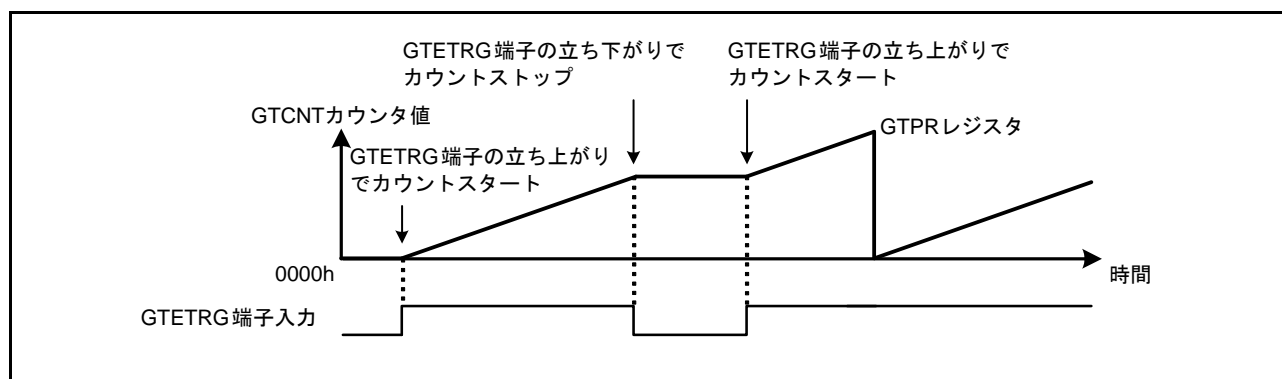 GTETRG端子の立ち下がりで
カウントストップ
GTETRG端子の立ち上がりで
カウントスタート
GTCNTカウンタ値
GTPRレジスタ
GTETRG端子の立ち上がり
でカウントスタート
0000h
時間
GTETRG端子入力